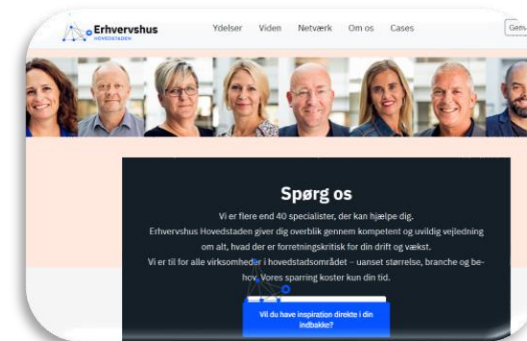 Erhvervshus
HOVEDSTADEN
Ydelser Viden Netværk Om os Cases
Spørg os
Vi er flere end 40 specialister, der kan hjælpe dig.
Erhvervshus Hovedstaden giver dig overblik gennem kompetent og uvildig vejledning
om alt, hvad der er forretningskritisk for din drift og vækst.
Vi er til for alle virksomheder i hovedstadsområdet – uanset størrelse, branche og be-
hov. Vores sparring koster kun din tid.
Vil du have inspiration direkte i din
indbakke?